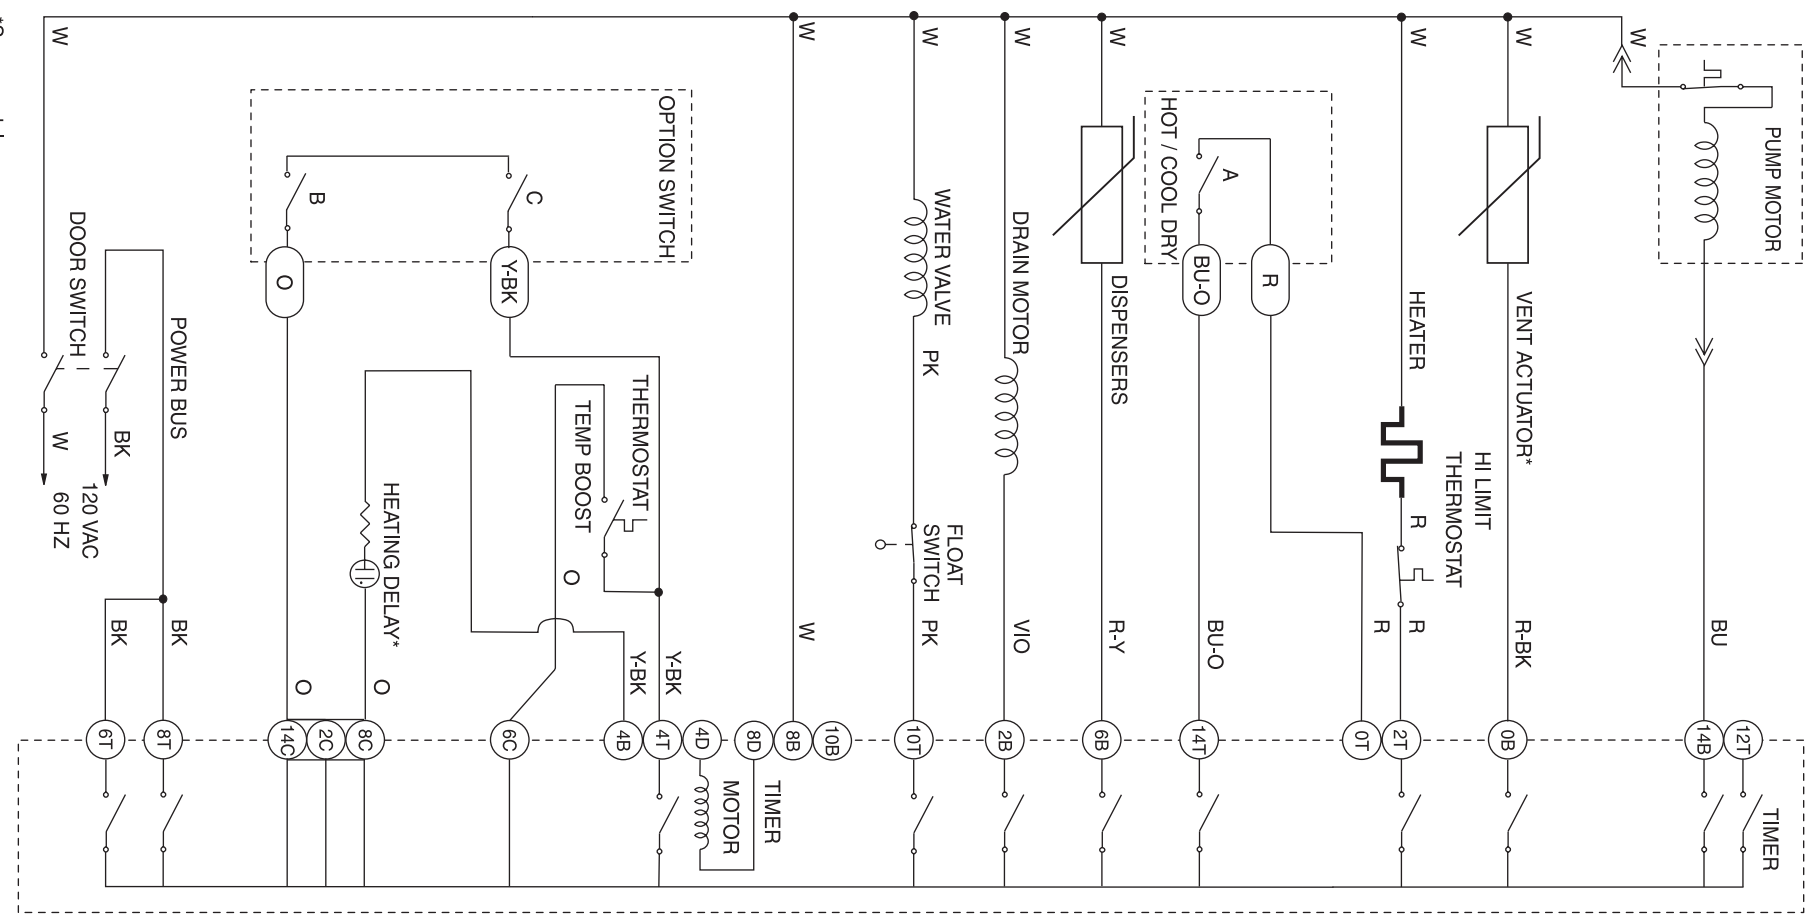 W
W
W
W
W
W
W
W
PUMP MOTOR
OPTION SWITCH
B
C
O
Y-BK
HOT / COOL DRY
A
BU-O
R
WATER VALVE
DRAIN MOTOR
DISPENSERS
HEATER
VENT ACTUATOR*
DOOR SWITCH
POWER BUS
BK
W
120 VAC
60 HZ
HEATING DELAY*
TEMP BOOST
THERMOSTAT
PK
FLOAT
SWITCH
HI LIMIT
THERMOSTAT
R
O
BK
BK
O
O
Y-BK
Y-BK
W
PK
VIO
R-Y
BU-O
R
R
R-BK
BU
6T
8T
14C
2C
8C
6C
4B
4T
4D
8D
8B
10B
10T
2B
6B
14T
0T
2T
0B
14B
12T
TIMER
MOTOR
TIMER